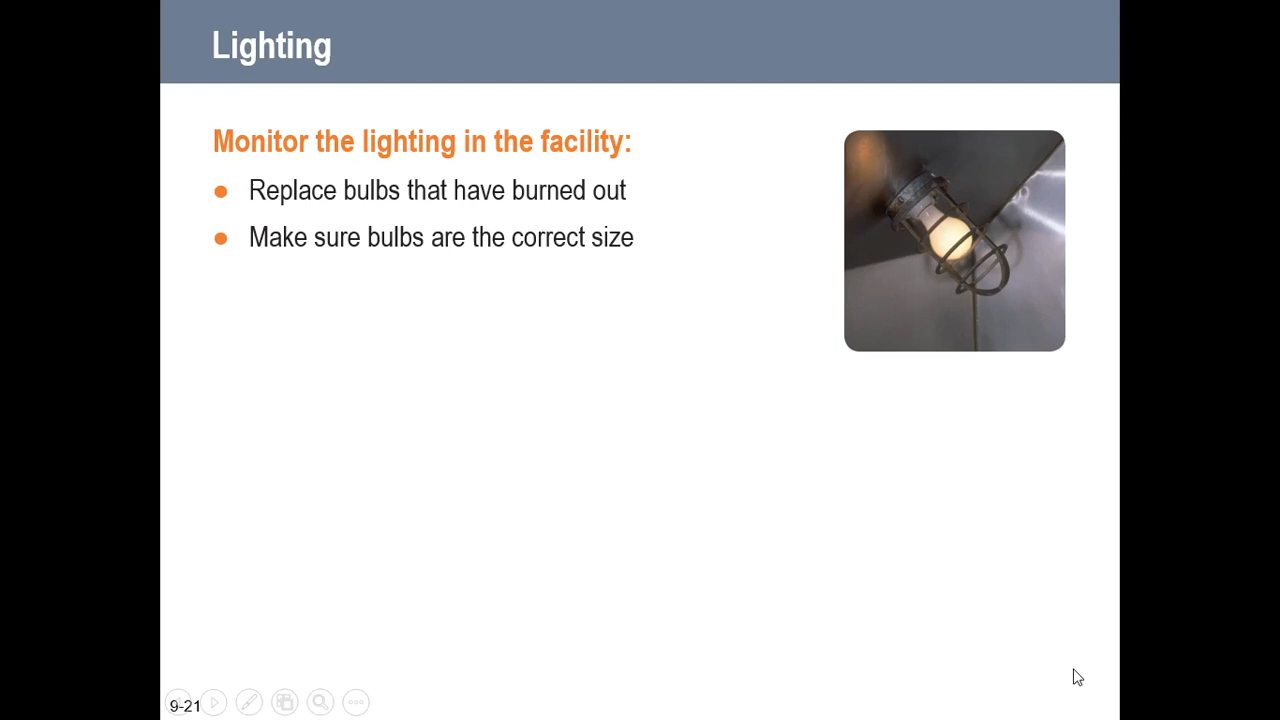 Lighting
Monitor the lighting in the facility:
Replace bulbs that have burned out
Make sure bulbs are the correct size
9-21